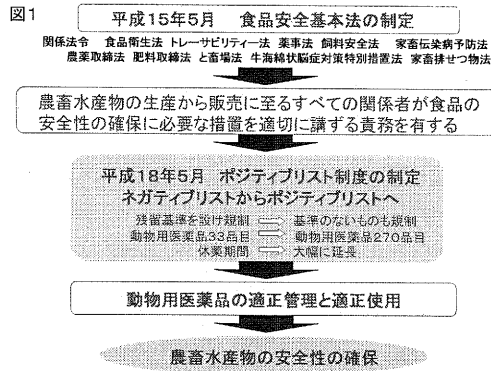 図1
平成15年5月 食品安全基本法の制定
関係法令 食品衛生法 トレーサビリティー法 薬事法 飼料安全法 家畜伝染病予防法
農薬取締法 肥料取締法 と畜場法 牛海綿状脳症対策特別措置法 家畜排せつ物法
農畜水産物の生産から販売に至るすべての関係者が食品の
安全性の確保に必要な措置を適切に講ずる責務を有する
平成18年5月 ポジティブリスト制度の制定
ネガティブリストからポジティブリストへ
残留基準を設け規制 ⇨ 基準のないものも規制
動物用医薬品33品目 ⇨ 動物用医薬品270品目
休薬期間 ⇨ 大幅に延長
動物用医薬品の適正管理と適正使用
農畜水産物の安全性の確保